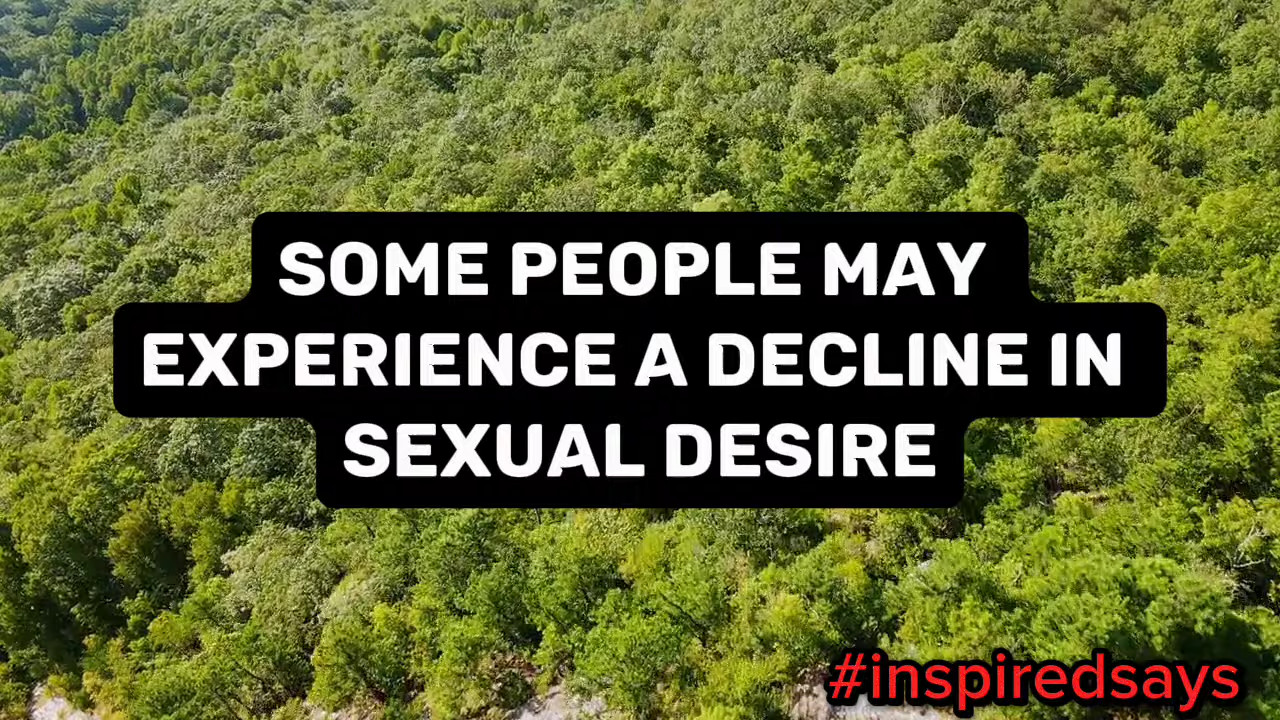 SOME PEOPLE MAY
EXPERIENCE A DECLINE IN
SEXUAL DESIRE
#inspiredsays